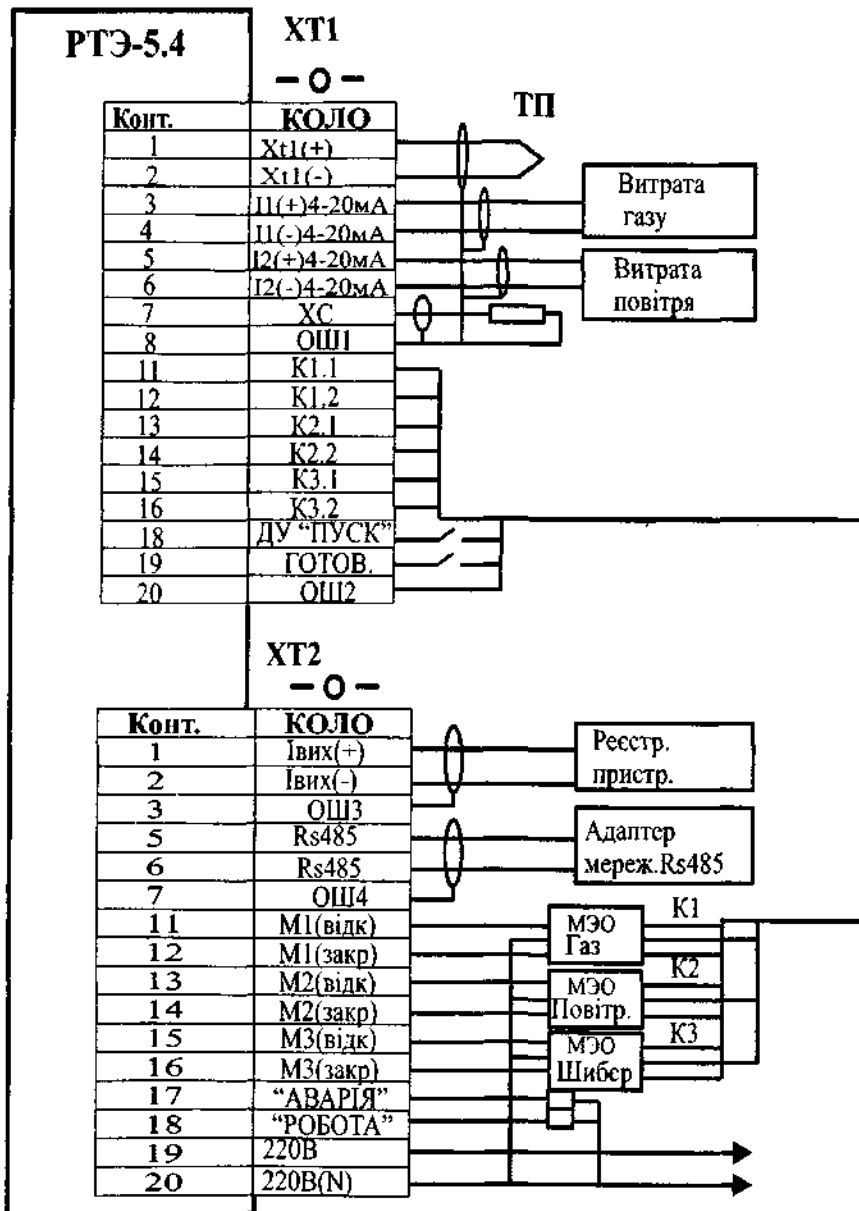 РТЭ-5.4
ХТ1
ТП
Конт. КОЛО
1 Xt1(+)
2 Xt1(-)
3 I1(+)4-20мА
4 I1(-)4-20мА
5 I2(+)4-20мА
6 I2(-)4-20мА
7 ХС
8 ОШ1
11 К1.1
12 К1.2
13 К2.1
14 К2.2
15 К3.1
16 К3.2
18 ДУ “ПУСК”
19 ГОТОВ.
20 ОШ2
Витрата
газу
Витрата
повітря
ХТ2
Конт. КОЛО
1 Івих(+)
2 Івих(-)
3 ОШ3
5 Rs485
6 Rs485
7 ОШ4
11 М1(відк)
12 М1(закр)
13 М2(відк)
14 М2(закр)
15 М3(відк)
16 М3(закр)
17 “АВАРІЯ”
18 “РОБОТА”
19 220В
20 220В(N)
Реєстр.
пристр.
Адаптер
мереж.Rs485
МЭО
Газ
К1
МЭО
Повітр.
К2
МЭО
Шибер
К3